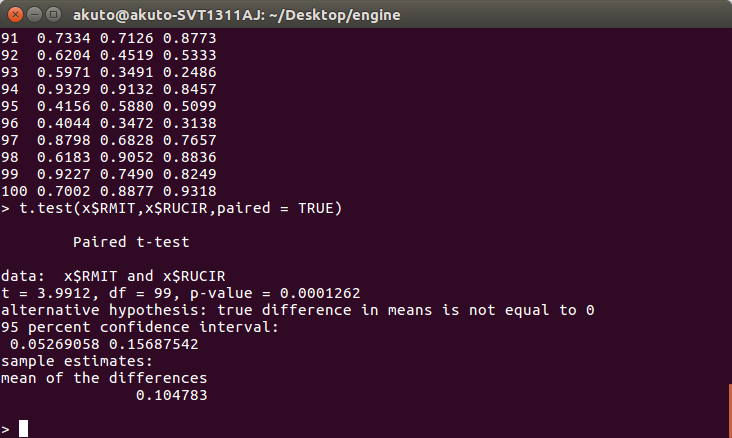 akuto@akuto-SVT1311AJ: ~/Desktop/engine
91  0.7334 0.7126 0.8773
92  0.6204 0.4519 0.5333
93  0.5971 0.3491 0.2486
94  0.9329 0.9132 0.8457
95  0.4156 0.5880 0.5099
96  0.4044 0.3472 0.3138
97  0.8798 0.6828 0.7657
98  0.6183 0.9052 0.8836
99  0.9227 0.7490 0.8249
100 0.7002 0.8877 0.9318
> t.test(x$RMIT,x$RUCIR,paired = TRUE)
        Paired t-test
data:  x$RMIT and x$RUCIR
t = 3.9912, df = 99, p-value = 0.0001262
alternative hypothesis: true difference in means is not equal to 0
95 percent confidence interval:
 0.05269058 0.15687542
sample estimates:
mean of the differences
               0.104783
>